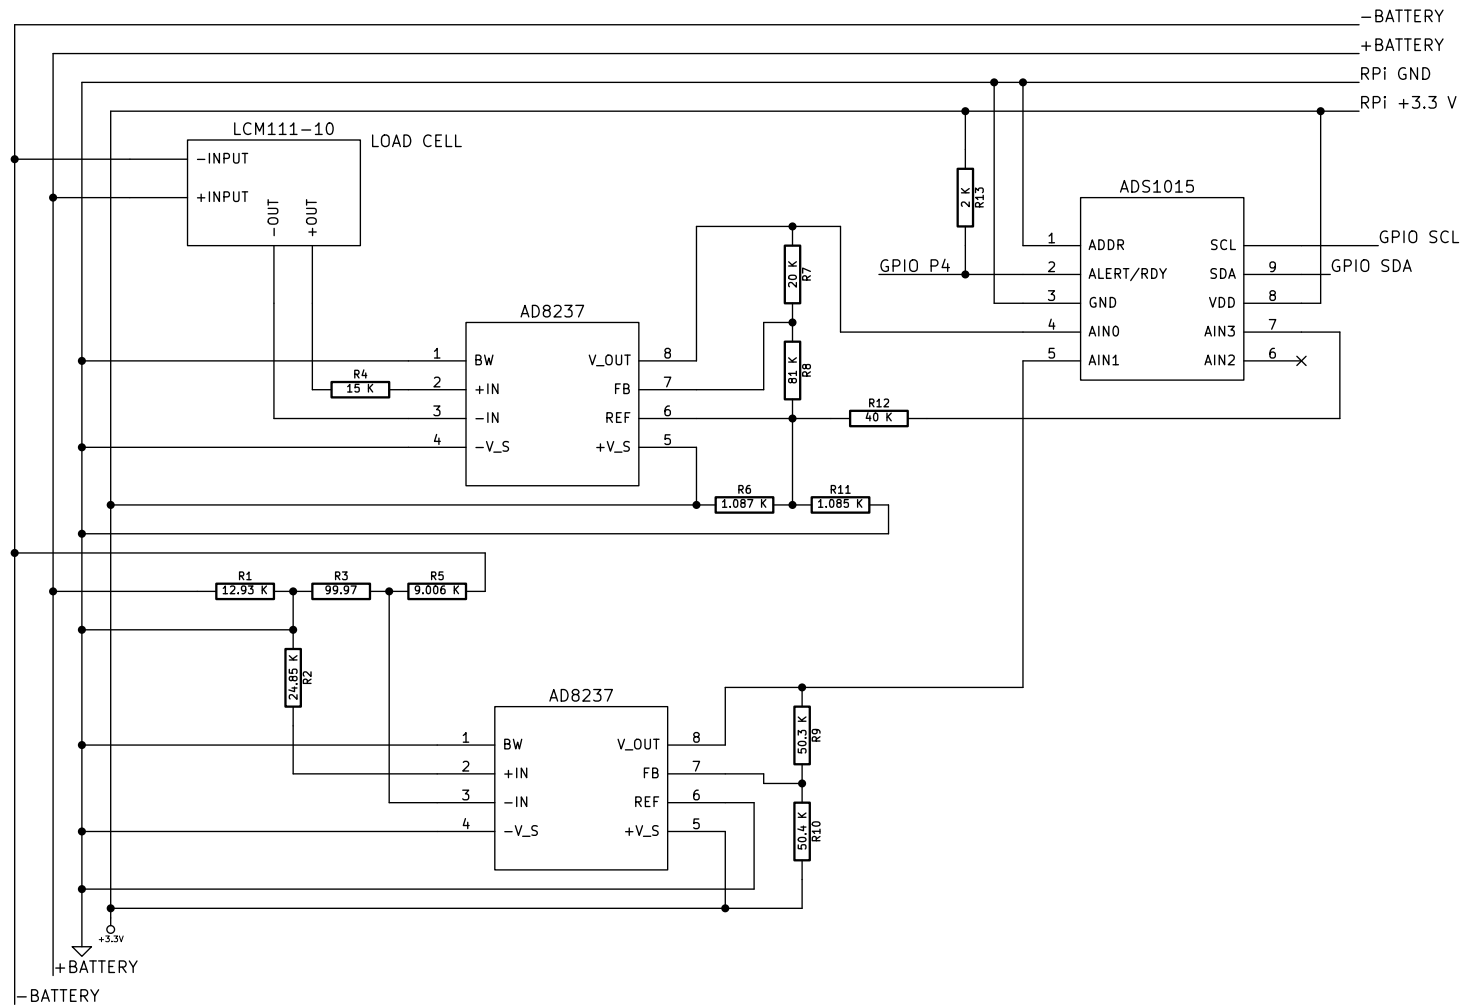 -BATTERY
+BATTERY
RPi GND
RPi +3.3 V
LCM111-10
LOAD CELL
-INPUT
+INPUT
-OUT
+OUT
2 K
R13
ADS1015
1
ADDR
SCL
GPIO SCL
GPIO P4
2
ALERT/RDY
SDA
9
GPIO SDA
3
GND
VDD
8
4
AIN0
AIN3
7
5
AIN1
AIN2
6
20 K
R7
AD8237
1
BW
V_OUT
8
81 K
R8
R4
15 K
2
+IN
FB
7
3
-IN
REF
6
R12
40 K
4
-V_S
+V_S
5
R6
1.087 K
R11
1.085 K
R1
12.93 K
R3
99.97
R5
9.006 K
24.85 K
R2
AD8237
1
BW
V_OUT
8
50.3 K
R9
2
+IN
FB
7
3
-IN
REF
6
4
-V_S
+V_S
5
50.4 K
R10
+3.3V
+BATTERY
-BATTERY